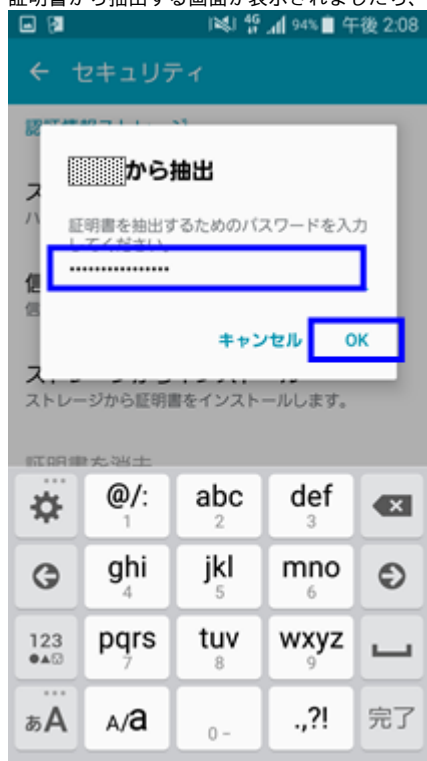 証明書から抽出する画面が表示されましたら、
4G 94% 午後 2:08
セキュリティ
から抽出
証明書を抽出するためのパスワードを入力
してください。
••••••••••••••••
キャンセル OK
ストレージからインストール
ストレージから証明書をインストールします。
証明書を消去
@/: abc def
1 2 3
ghi jkl mno
4 5 6
123 pqrs tuv wxyz
7 8 9
あA A/a .,?! 完了
0 –